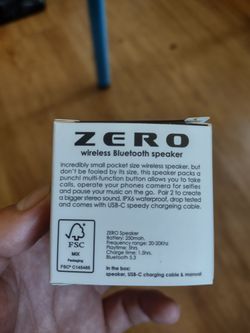 ZERO
wireless Bluetooth speaker
Incredibly small pocket size wireless speaker, but
don't be fooled by its size, this speaker packs a
punch! multi-function button allows you to take
calls, operate your phones camera for selfies and
pause your music on the go. Pair 2 to create
a bigger stereo sound, IPX6 waterproof, drop tested
and comes with USB-C speedy chargeing cable.
FSC
MIX
Packaging
FSC® C145485
ZERO Speaker
Battery: 250mah.
Frequency range: 20-20Khz
Playtime: 5hrs.
Charge time: 1.5hrs.
Bluetooth 5.3
In the box:
speaker, USB-C charging cable & manual